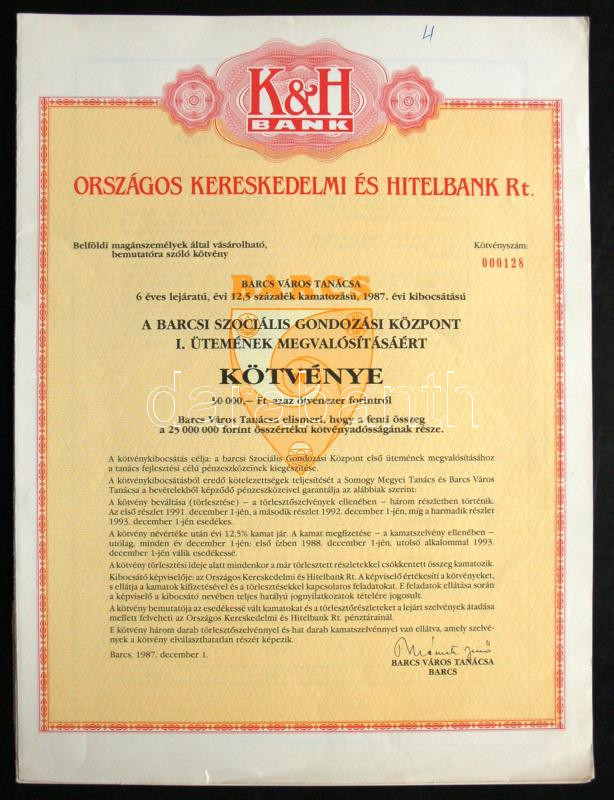 4
K&H
BANK
ORSZÁGOS KERESKEDELMI ÉS HITELBANK Rt.
Belföldi magánszemélyek által vásárolható,
bemutatóra szóló kötvény
Kötvényszám:
000128
BARCS
BARCS VÁROS TANÁCSA
6 éves lejáratú, évi 12,5 százalék kamatozású, 1987. évi kibocsátású
A BARCSI SZOCIÁLIS GONDOZÁSI KÖZPONT
I. ÜTEMÉNEK MEGVALÓSÍTÁSÁÉRT
KÖTVÉNYE
50 000,– Ft, azaz ötvenezer forintról
Barcs Város Tanácsa elismeri, hogy a fenti összeg
a 25 000 000 forint összértékű kötvényadósságának része.
A kötvénykibocsátás célja: a barcsi Szociális Gondozási Központ első ütemének megvalósításához
a tanács fejlesztési célú pénzeszközeinek kiegészítése.
A kötvénykibocsátásból eredő kötelezettségek teljesítését a Somogy Megyei Tanács és Barcs Város
Tanácsa a bevételekből képződő pénzeszközeivel garantálja az alábbiak szerint:
A kötvény beváltása (törlesztése) – a törlesztőszelvények ellenében – három részletben történik.
Az első részlet 1991. december 1-jén, a második részlet 1992. december 1-jén, míg a harmadik részlet
1993. december 1-jén esedékes.
A kötvény névértéke után évi 12,5% kamat jár. A kamat megfizetése – a kamatszelvény ellenében –
utólag, minden év december 1-jén: első ízben 1988. december 1-jén, utolsó alkalommal 1993.
december 1-jén válik esedékessé.
A kötvény törlesztési ideje alatt mindenkor a már törlesztett részletekkel csökkentett összeg kamatozik.
Kibocsátó képviselője: az Országos Kereskedelmi és Hitelbank Rt. A képviselő értékesíti a kötvényeket,
s ellátja a kamatok kifizetésével és a törlesztésekkel kapcsolatos feladatokat. E feladatok ellátása során
a képviselő a kibocsátó nevében teljes hatályú jognyilatkozatok tételére jogosult.
A kötvény bemutatója az esedékessé vált kamatokat és a törlesztőrészleteket a lejárt szelvények átadása
mellett felveheti az Országos Kereskedelmi és Hitelbank Rt. pénztárainál.
E kötvény három darab törlesztőszelvénnyel és hat darab kamatszelvénnyel van ellátva, amely szelvé-
nyek a kötvény elválaszthatatlan részét képezik.
Barcs, 1987. december 1.
BARCS VÁROS TANÁCSA
BARCS
darabanth